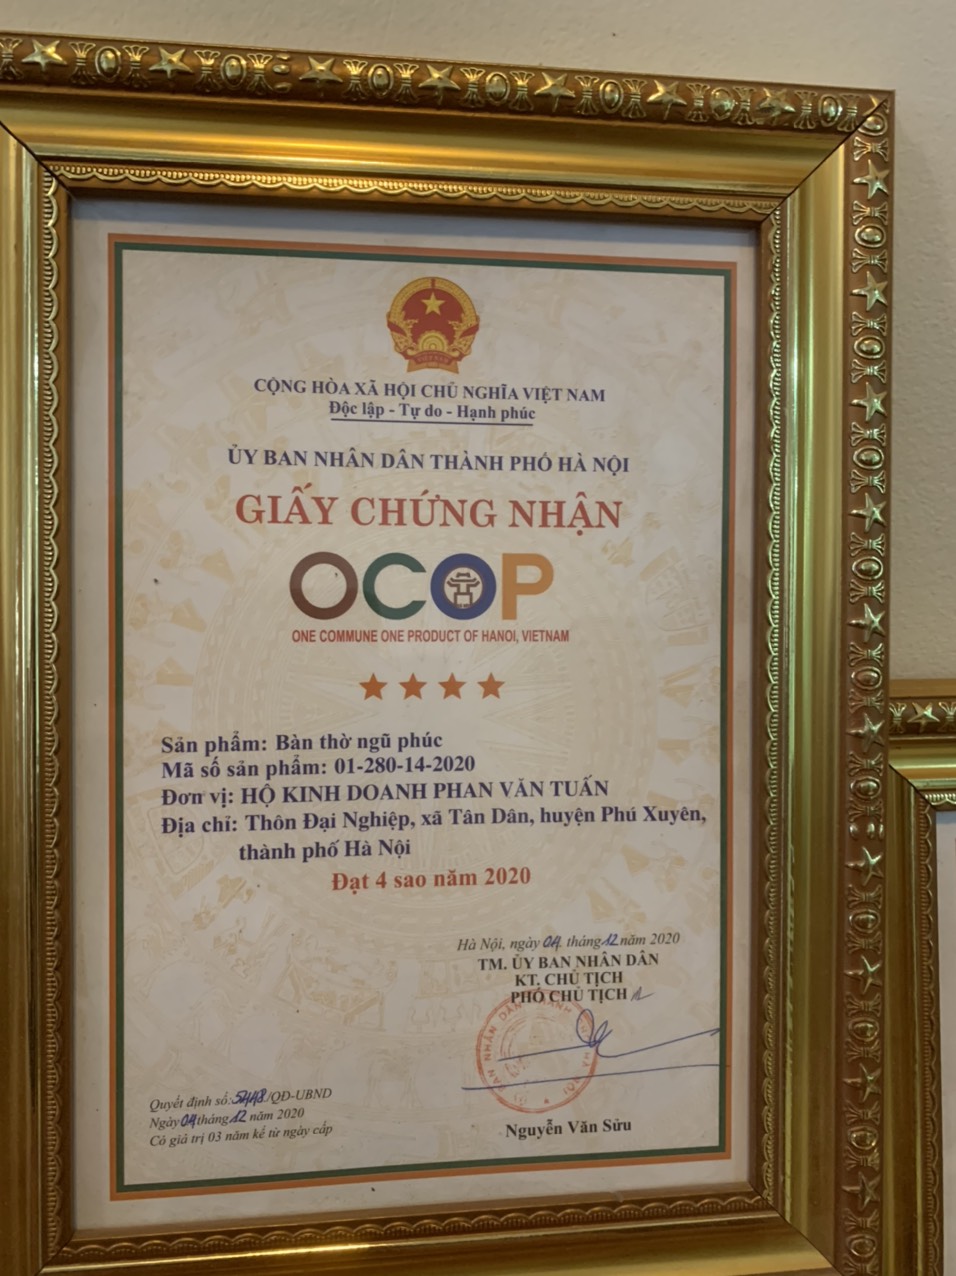 CỘNG HÒA XÃ HỘI CHỦ NGHĨA VIỆT NAM
Độc lập - Tự do - Hạnh phúc
ỦY BAN NHÂN DÂN THÀNH PHỐ HÀ NỘI
GIẤY CHỨNG NHẬN
OCOP
ONE COMMUNE ONE PRODUCT OF HANOI, VIETNAM
Sản phẩm: Bàn thờ ngũ phúc
Mã số sản phẩm: 01-280-14-2020
Đơn vị: HỘ KINH DOANH PHAN VĂN TUẤN
Địa chỉ: Thôn Đại Nghiệp, xã Tân Dân, huyện Phú Xuyên,
thành phố Hà Nội
Đạt 4 sao năm 2020
Hà Nội, ngày 04 tháng 12 năm 2020
TM. ỦY BAN NHÂN DÂN
KT. CHỦ TỊCH
PHÓ CHỦ TỊCH
Nguyễn Văn Sửu
Quyết định số: /QĐ-UBND
Ngày 04 tháng 12 năm 2020
Có giá trị 03 năm kể từ ngày cấp